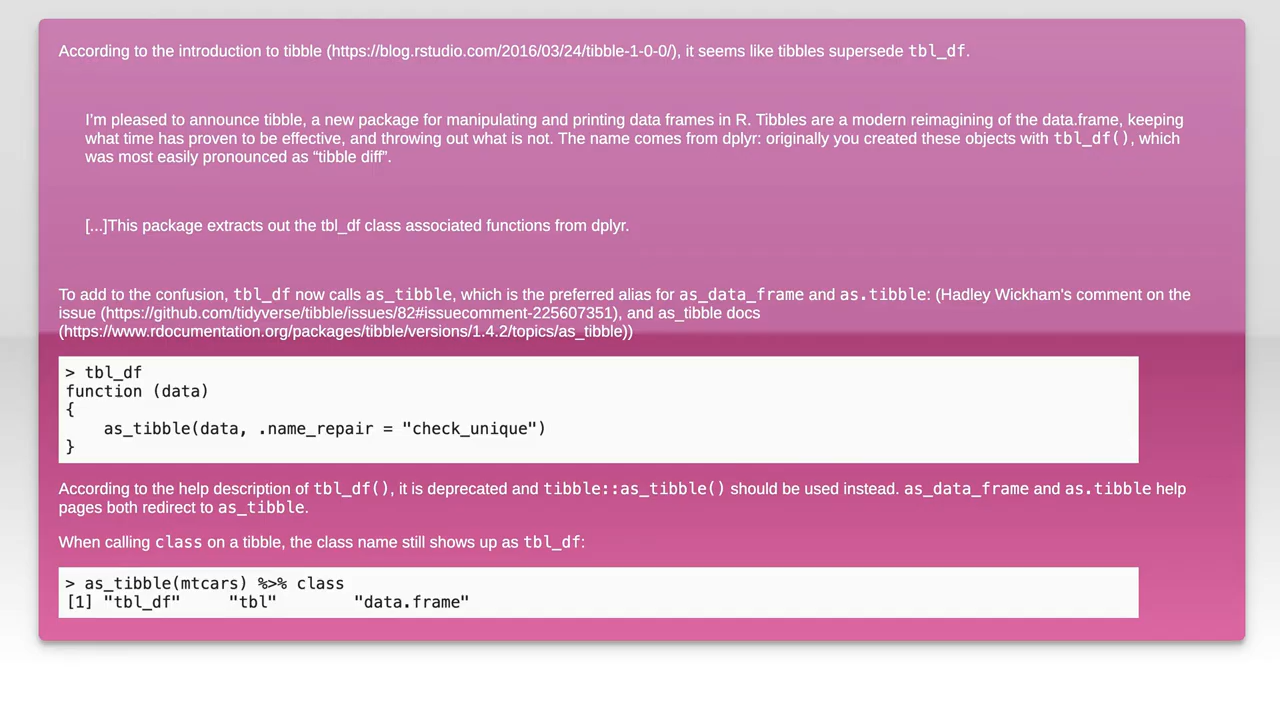 According to the introduction to tibble (https://blog.rstudio.com/2016/03/24/tibble-1-0-0/), it seems like tibbles supersede tbl_df.
I’m pleased to announce tibble, a new package for manipulating and printing data frames in R. Tibbles are a modern reimagining of the data.frame, keeping
what time has proven to be effective, and throwing out what is not. The name comes from dplyr: originally you created these objects with tbl_df(), which
was most easily pronounced as “tibble diff”.
[...]This package extracts out the tbl_df class associated functions from dplyr.
To add to the confusion, tbl_df now calls as_tibble, which is the preferred alias for as_data_frame and as.tibble: (Hadley Wickham's comment on the
issue (https://github.com/tidyverse/tibble/issues/82#issuecomment-225607351), and as_tibble docs
(https://www.rdocumentation.org/packages/tibble/versions/1.4.2/topics/as_tibble))
> tbl_df
function (data)
{
    as_tibble(data, .name_repair = "check_unique")
}
According to the help description of tbl_df(), it is deprecated and tibble::as_tibble() should be used instead. as_data_frame and as.tibble help
pages both redirect to as_tibble.
When calling class on a tibble, the class name still shows up as tbl_df:
> as_tibble(mtcars) %>% class
[1] "tbl_df"     "tbl"        "data.frame"